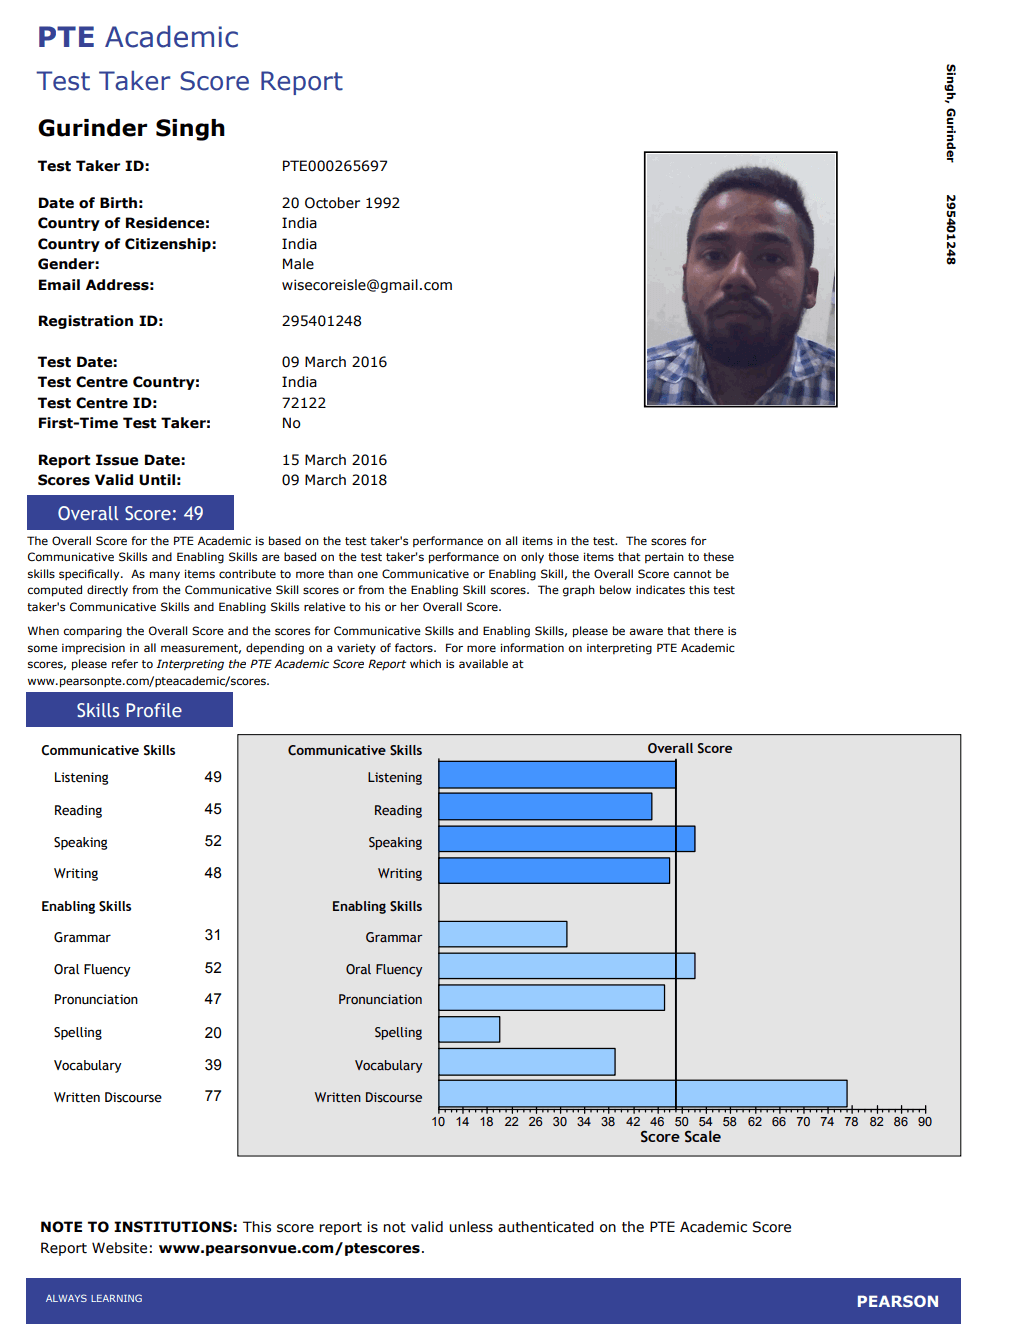 PTE Academic
Test Taker Score Report
Gurinder Singh
Test Taker ID: PTE000265697
Date of Birth: 20 October 1992
Country of Residence: India
Country of Citizenship: India
Gender: Male
Email Address: wisecoreisle@gmail.com
Registration ID: 295401248
Test Date: 09 March 2016
Test Centre Country: India
Test Centre ID: 72122
First-Time Test Taker: No
Report Issue Date: 15 March 2016
Scores Valid Until: 09 March 2018
Singh, Gurinder 295401248
Overall Score: 49
The Overall Score for the PTE Academic is based on the test taker's performance on all items in the test. The scores for
Communicative Skills and Enabling Skills are based on the test taker's performance on only those items that pertain to these
skills specifically. As many items contribute to more than one Communicative or Enabling Skill, the Overall Score cannot be
computed directly from the Communicative Skill scores or from the Enabling Skill scores. The graph below indicates this test
taker's Communicative Skills and Enabling Skills relative to his or her Overall Score.
When comparing the Overall Score and the scores for Communicative Skills and Enabling Skills, please be aware that there is
some imprecision in all measurement, depending on a variety of factors. For more information on interpreting PTE Academic
scores, please refer to Interpreting the PTE Academic Score Report which is available at
www.pearsonpte.com/pteacademic/scores.
Skills Profile
Communicative Skills
Listening 49
Reading 45
Speaking 52
Writing 48
Enabling Skills
Grammar 31
Oral Fluency 52
Pronunciation 47
Spelling 20
Vocabulary 39
Written Discourse 77
Communicative Skills Overall Score
Listening
Reading
Speaking
Writing
Enabling Skills
Grammar
Oral Fluency
Pronunciation
Spelling
Vocabulary
Written Discourse
10 14 18 22 26 30 34 38 42 46 50 54 58 62 66 70 74 78 82 86 90
Score Scale
NOTE TO INSTITUTIONS: This score report is not valid unless authenticated on the PTE Academic Score
Report Website: www.pearsonvue.com/ptescores.
ALWAYS LEARNING PEARSON